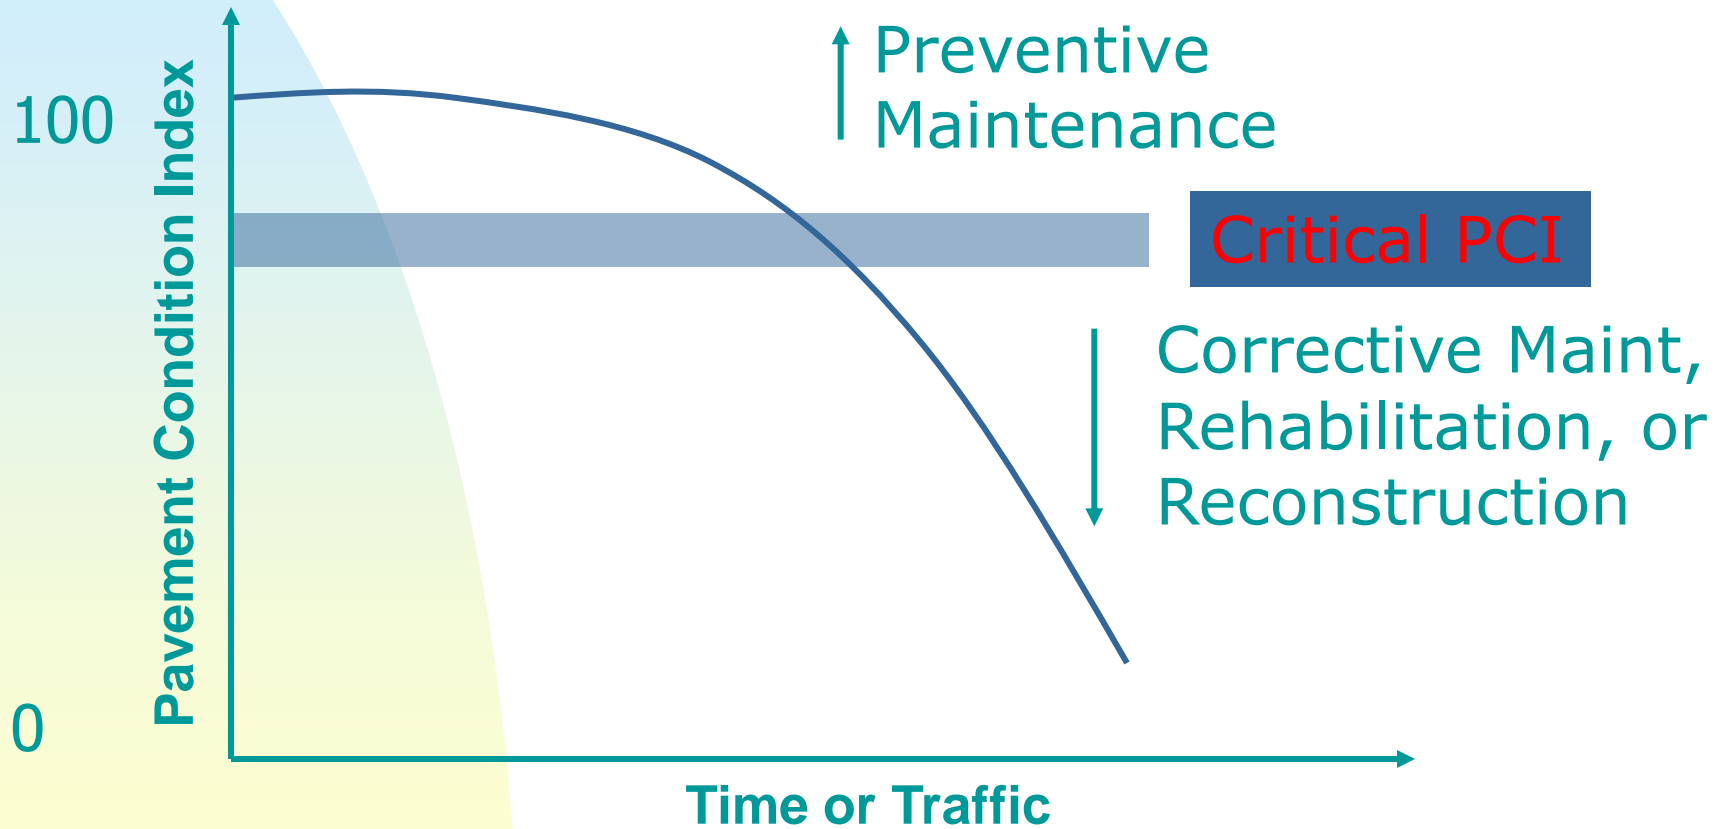 Preventive
Maintenance
100
Pavement Condition Index
Critical PCI
Corrective Maint,
Rehabilitation, or
Reconstruction
0
Time or Traffic